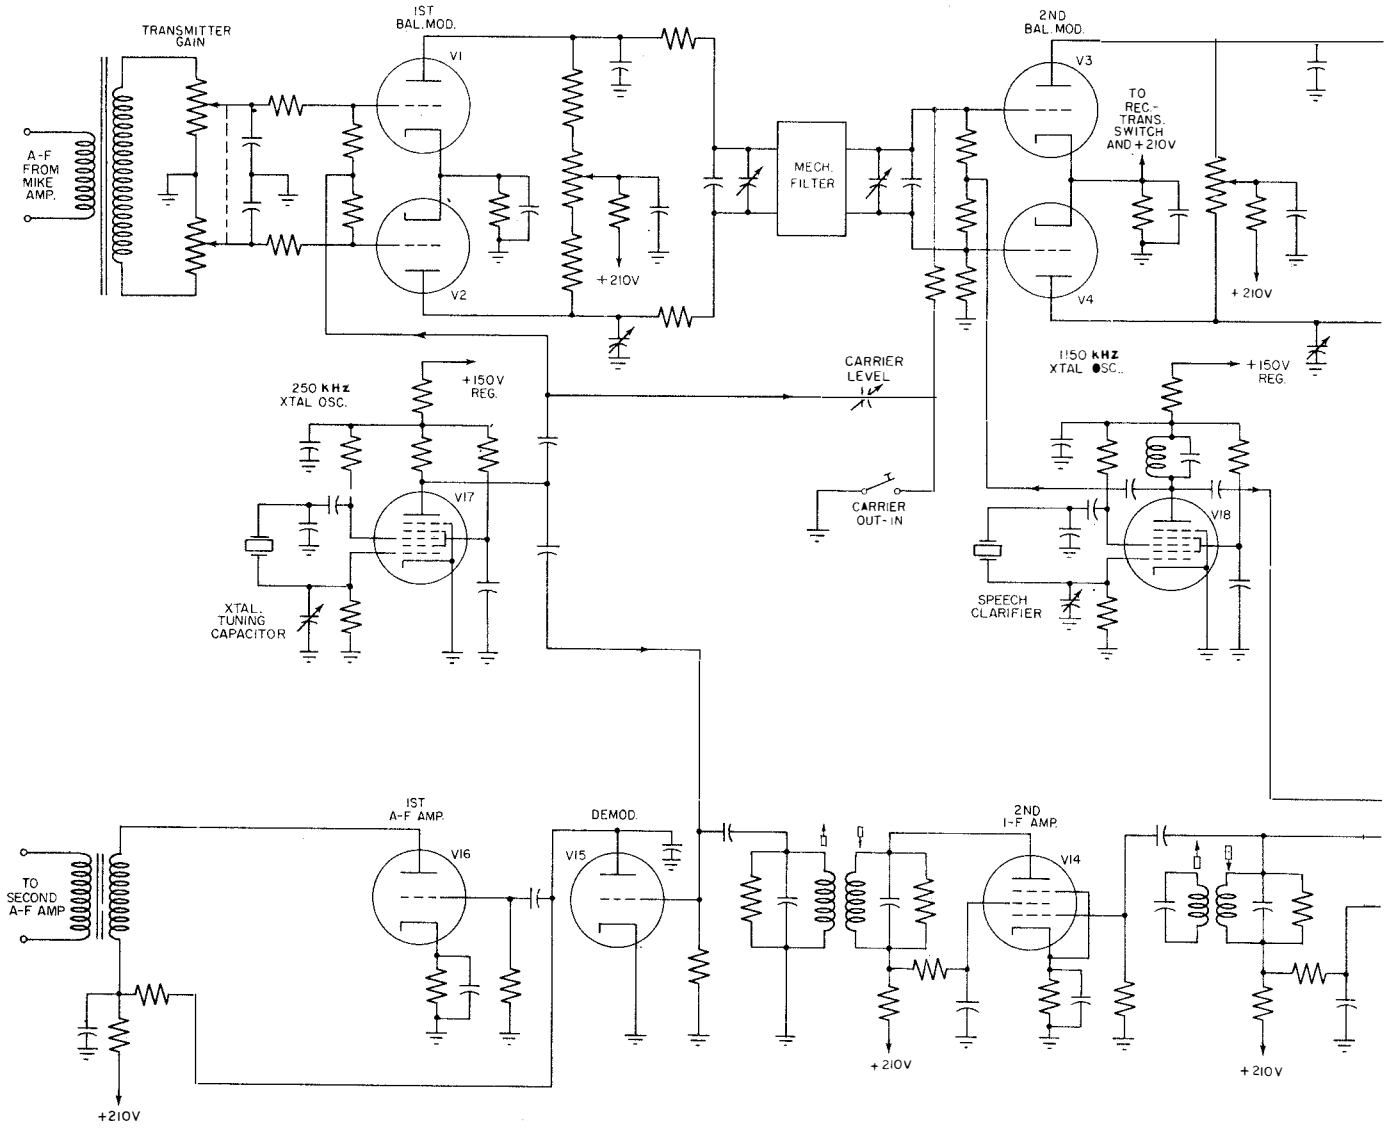 TRANSMITTER
GAIN
1ST
BAL. MOD.
V1
A-F
FROM
MIKE
AMP.
V2
+210V
MECH.
FILTER
2ND
BAL. MOD.
V3
TO
REC.-
TRANS.
SWITCH
AND +210V
V4
+210V
250 KHZ
XTAL OSC.
+150V
REG.
V17
XTAL.
TUNING
CAPACITOR
CARRIER
LEVEL
CARRIER
OUT-IN
1150 KHZ
XTAL OSC.
+150V
REG.
V18
SPEECH
CLARIFIER
TO
SECOND
A-F AMP
1ST
A-F AMP.
V16
DEMOD.
V15
2ND
I-F AMP.
V14
+210V
+210V
+210V